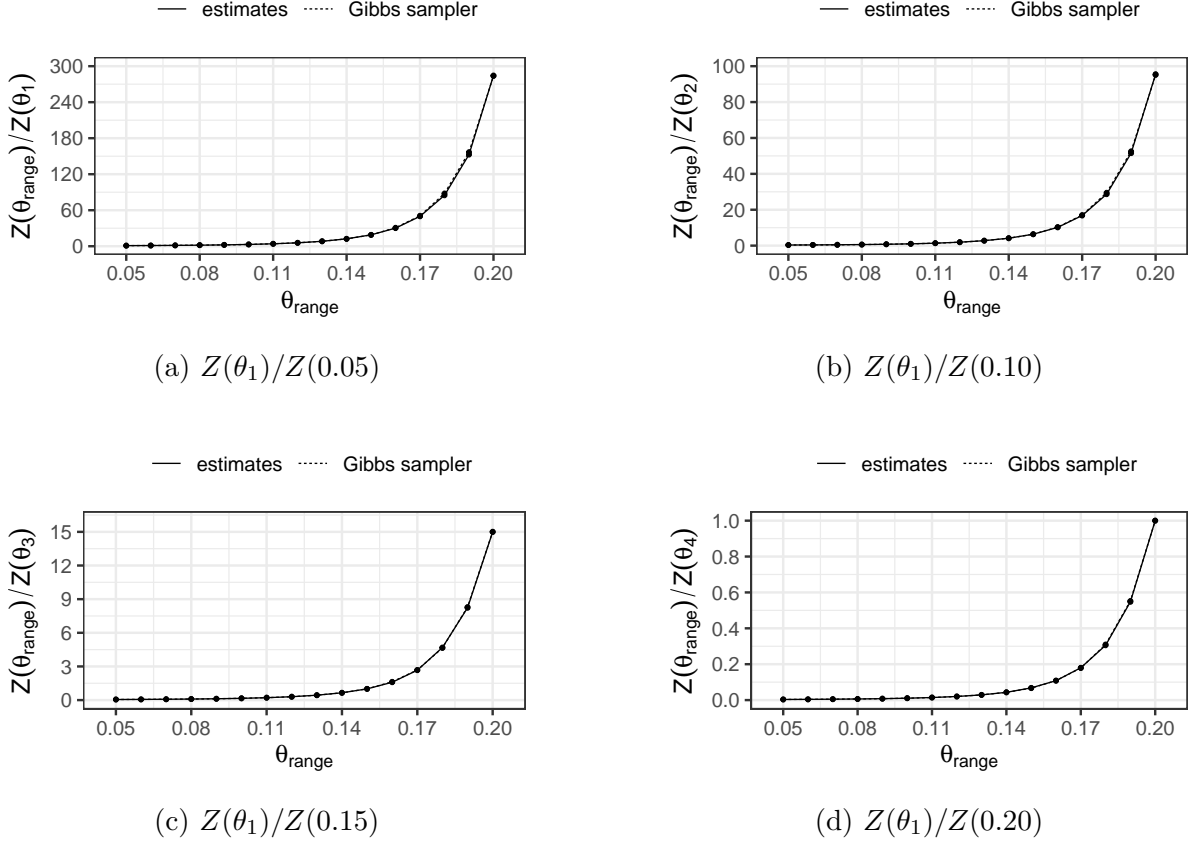 estimates Gibbs sampler
Z(θrange)/Z(θ1)
300
240
180
120
60
0
0.05 0.08 0.11 0.14 0.17 0.20
θrange
(a) Z(θ1)/Z(0.05)
estimates Gibbs sampler
Z(θrange)/Z(θ2)
100
80
60
40
20
0
0.05 0.08 0.11 0.14 0.17 0.20
θrange
(b) Z(θ1)/Z(0.10)
estimates Gibbs sampler
Z(θrange)/Z(θ3)
15
12
9
6
3
0
0.05 0.08 0.11 0.14 0.17 0.20
θrange
(c) Z(θ1)/Z(0.15)
estimates Gibbs sampler
Z(θrange)/Z(θ4)
1.0
0.8
0.6
0.4
0.2
0.0
0.05 0.08 0.11 0.14 0.17 0.20
θrange
(d) Z(θ1)/Z(0.20)